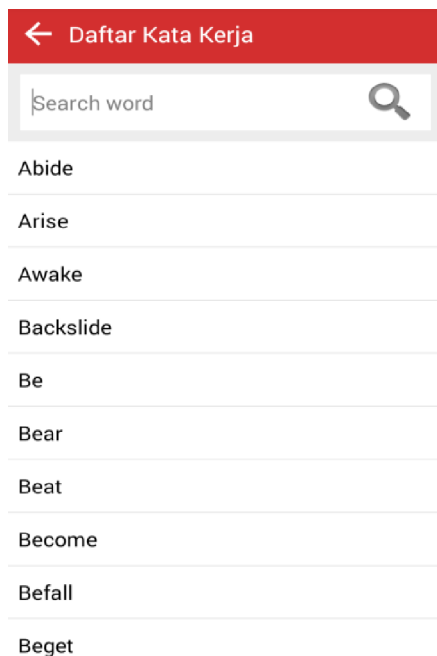 Daftar Kata Kerja
Search word
Abide
Arise
Awake
Backslide
Be
Bear
Beat
Become
Befall
Beget